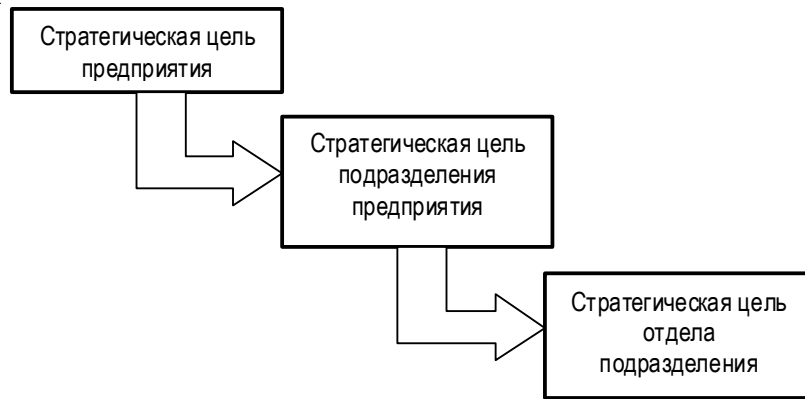 Стратегическая цель
предприятия
Стратегическая цель
подразделения
предприятия
Стратегическая цель
отдела
подразделения